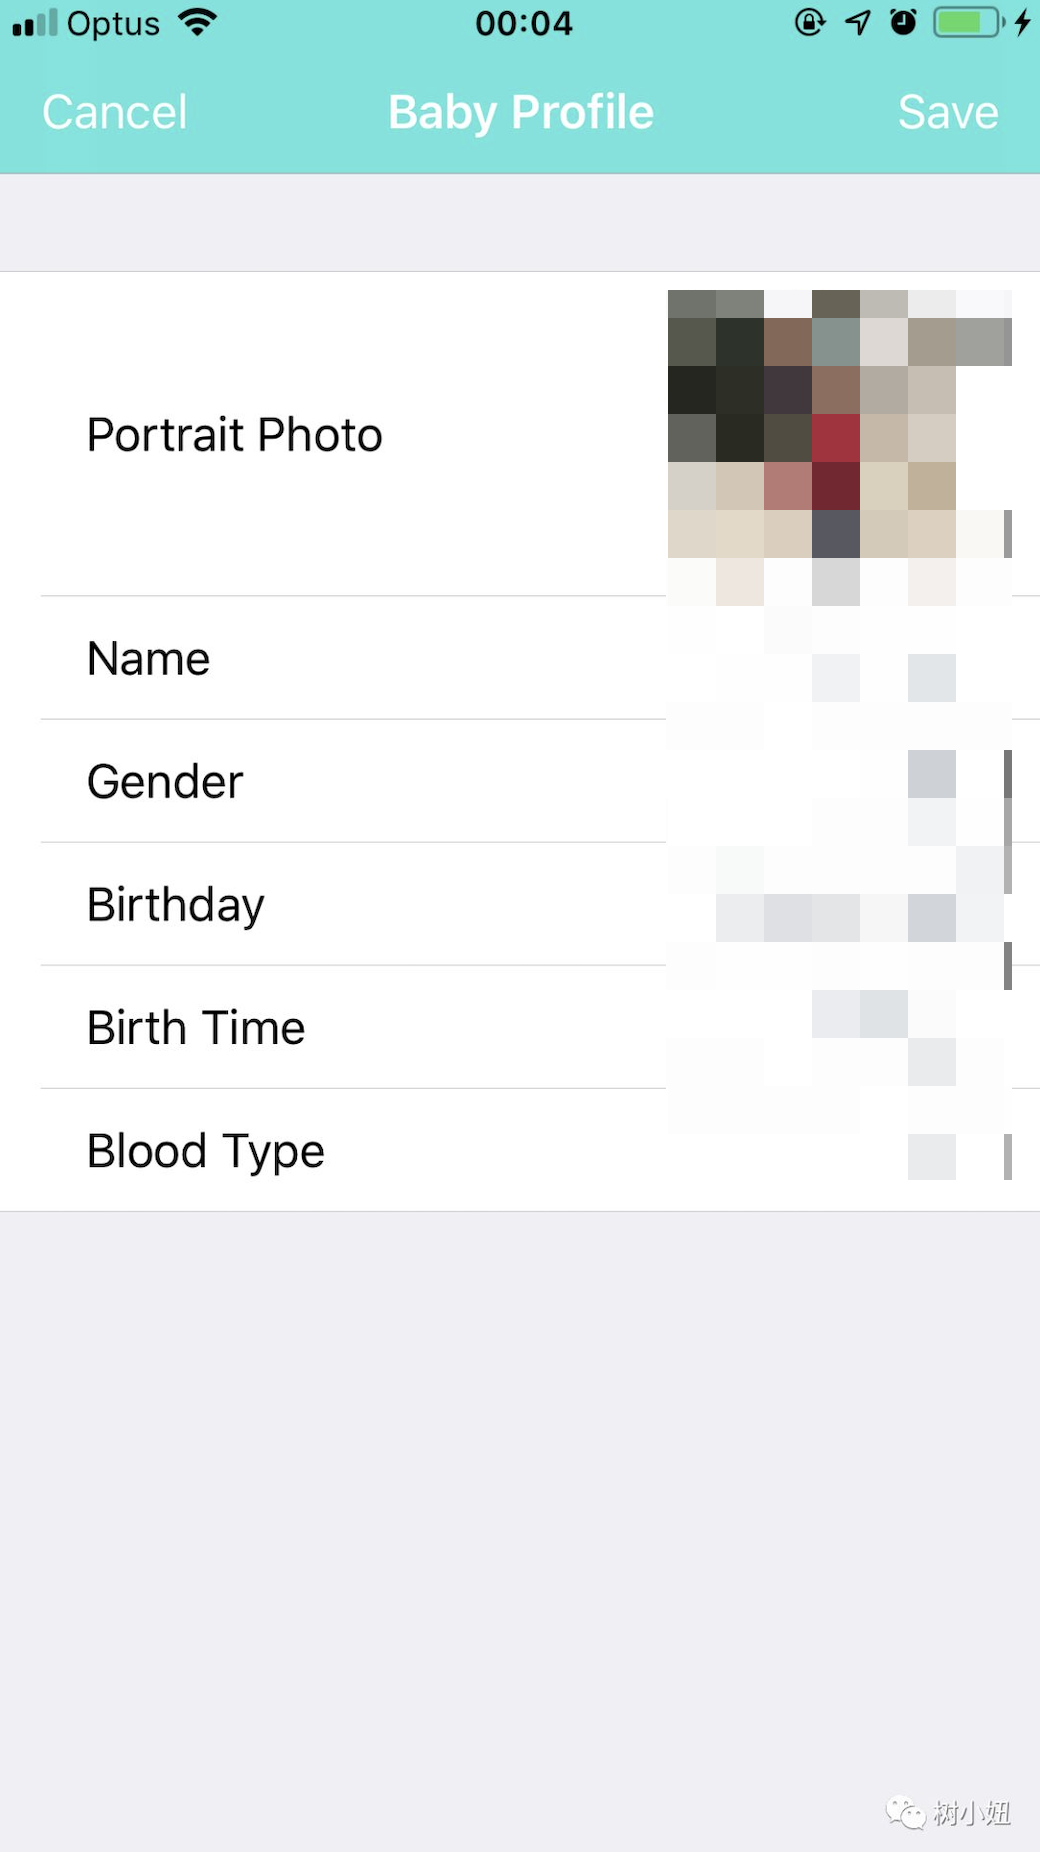 Optus 00:04
Cancel Baby Profile Save
Portrait Photo
Name
Gender
Birthday
Birth Time
Blood Type
树小妞